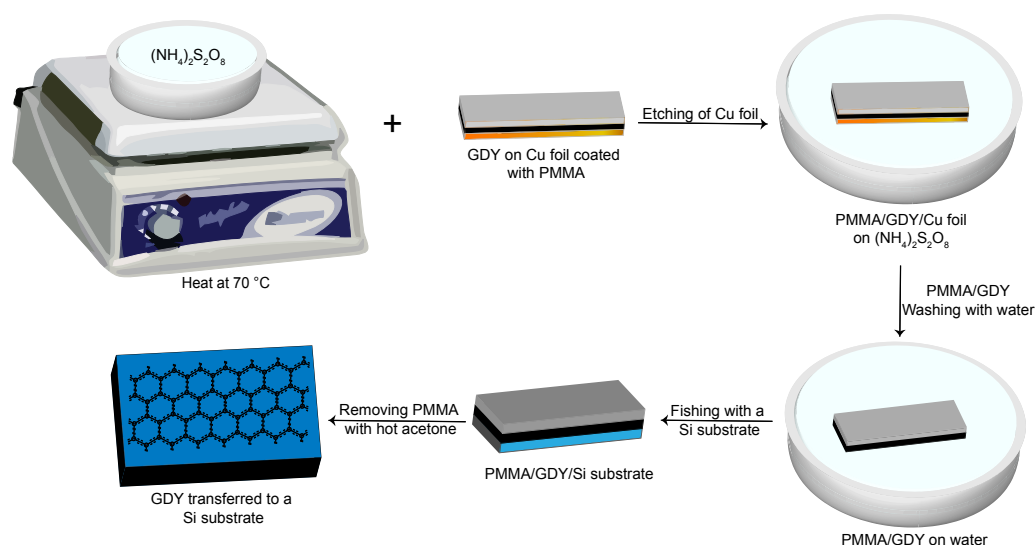 (NH₄)₂S₂O₈
Heat at 70 °C
+
GDY on Cu foil coated
with PMMA
Etching of Cu foil
PMMA/GDY/Cu foil
on (NH₄)₂S₂O₈
PMMA/GDY
Washing with water
PMMA/GDY on water
Fishing with a
Si substrate
PMMA/GDY/Si substrate
Removing PMMA
with hot acetone
GDY transferred to a
Si substrate